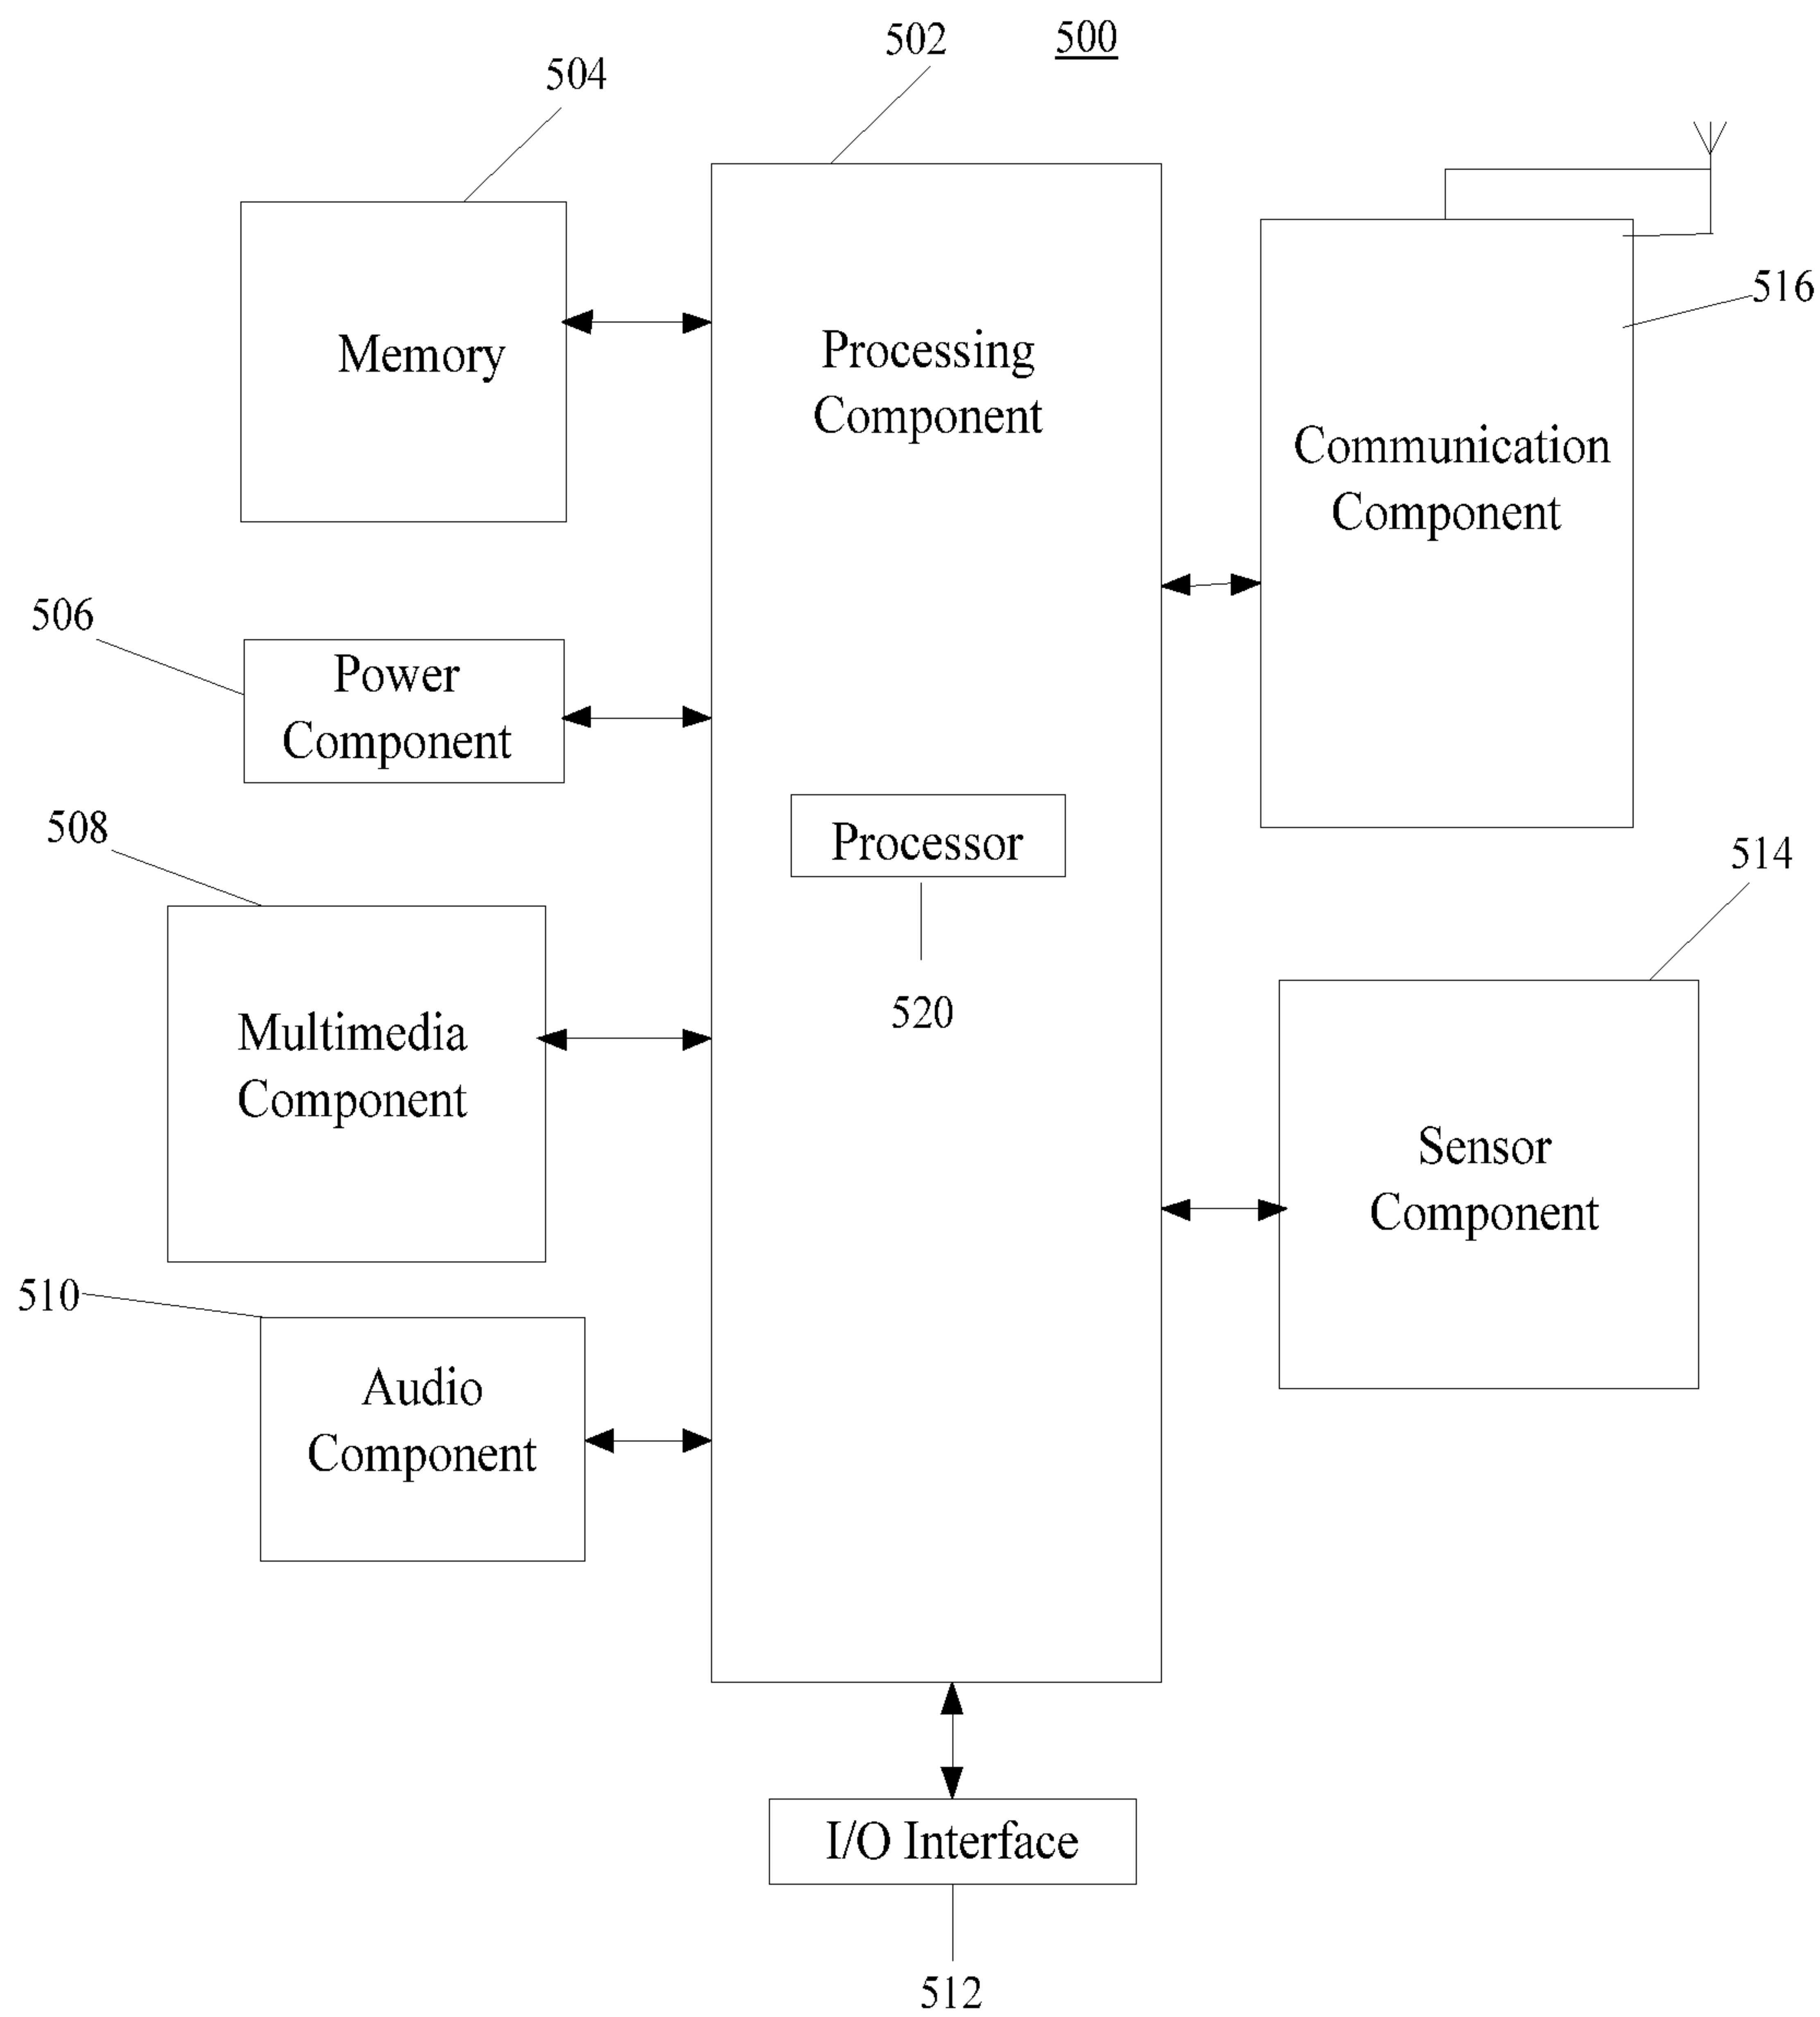 502
500
504
Memory
Processing
Component
516
Communication
Component
506
Power
Component
508
Processor
514
520
Multimedia
Component
Sensor
Component
510
Audio
Component
I/O Interface
512